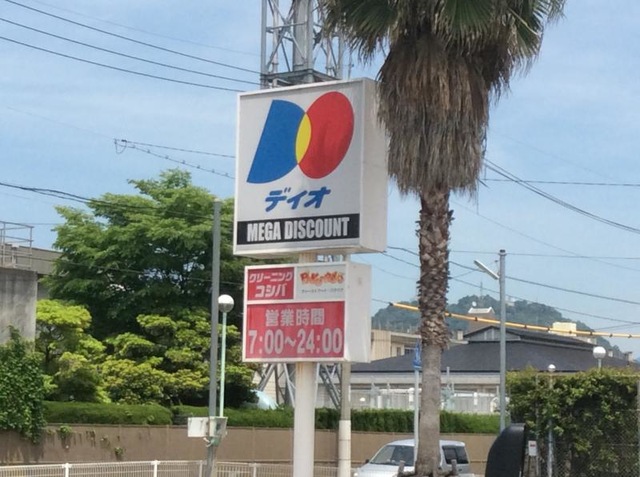 ディオ
MEGA DISCOUNT
クリーニング
コシバ
営業時間
7:00～24:00